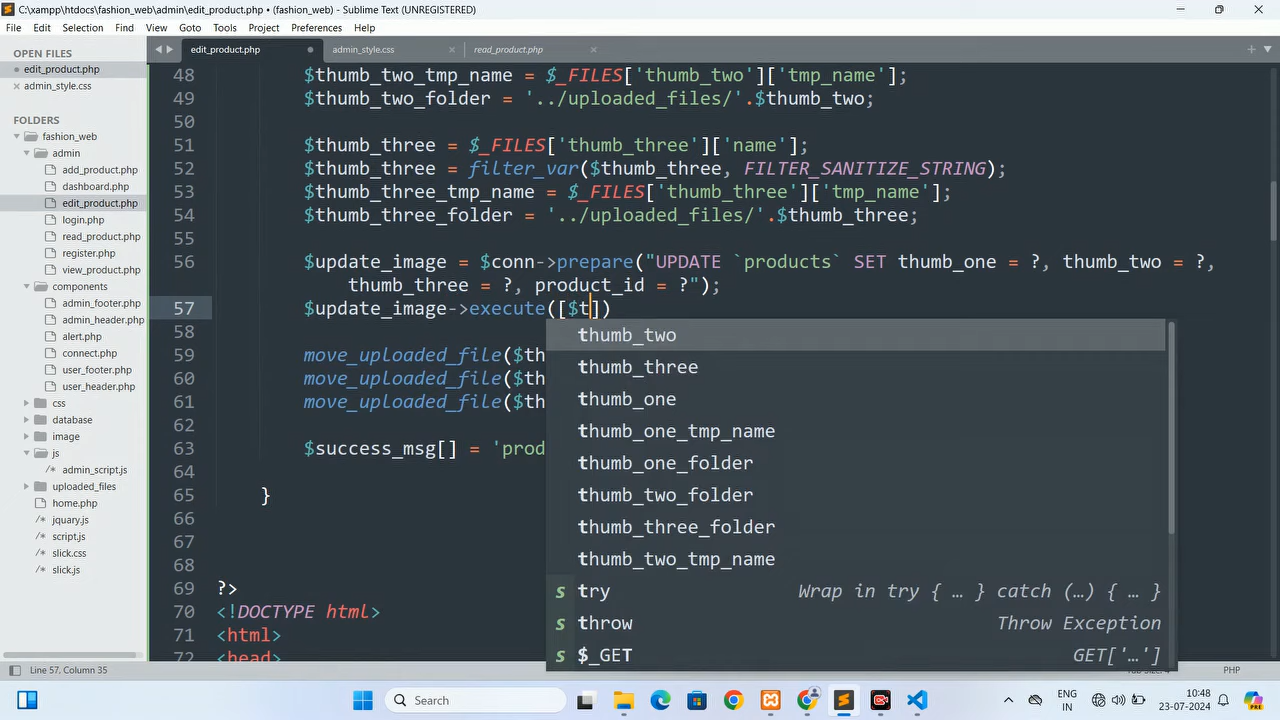 C:\xampp\htdocs\fashion_web\admin\edit_product.php • (fashion_web) - Sublime Text (UNREGISTERED)
File Edit Selection Find View Goto Tools Project Preferences Help
OPEN FILES
edit_product.php
admin_style.css
FOLDERS
fashion_web
admin
add_product.php
dashboard.php
edit_product.php
login.php
read_product.php
register.php
view_product.php
components
admin_footer.php
admin_header.php
alert.php
connect.php
user_footer.php
user_header.php
css
database
image
js
admin_script.js
uploaded_files
home.php
jquary.js
script.js
slick.css
slick.js
edit_product.php admin_style.css read_product.php
48 $thumb_two_tmp_name = $_FILES['thumb_two']['tmp_name'];
49 $thumb_two_folder = '../uploaded_files/'.$thumb_two;
50
51 $thumb_three = $_FILES['thumb_three']['name'];
52 $thumb_three = filter_var($thumb_three, FILTER_SANITIZE_STRING);
53 $thumb_three_tmp_name = $_FILES['thumb_three']['tmp_name'];
54 $thumb_three_folder = '../uploaded_files/'.$thumb_three;
55
56 $update_image = $conn->prepare("UPDATE `products` SET thumb_one = ?, thumb_two = ?,
thumb_three = ?, product_id = ?");
57 $update_image->execute([$t])
58
59 move_uploaded_file($th
60 move_uploaded_file($th
61 move_uploaded_file($th
62
63 $success_msg[] = 'prod
64
65 }
66
67
68
69 ?>
70 <!DOCTYPE html>
71 <html>
72 <head>
thumb_two
thumb_three
thumb_one
thumb_one_tmp_name
thumb_one_folder
thumb_two_folder
thumb_three_folder
thumb_two_tmp_name
s try Wrap in try { … } catch (…) { … }
s throw Throw Exception
s $_GET GET['…']
Line 57, Column 35
PHP
Search
ENG
IN
10:48
23-07-2024